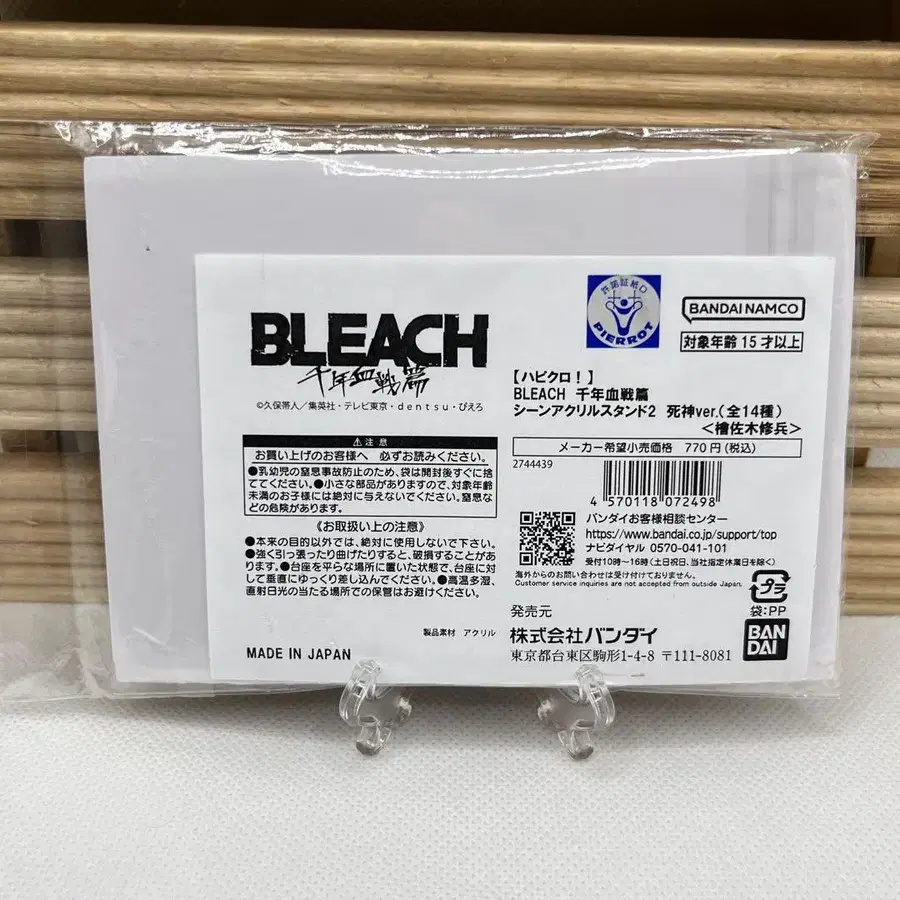 BLEACH
千年血戦篇
©久保帯人／集英社・テレビ東京・dentsu・ぴえろ
⚠注意
お買い上げのお客様へ 必ずお読みください。
●乳幼児の窒息事故防止のため、袋は開封後すぐに捨
ててください。●小さな部品がありますので、対象年齢
未満のお子様には絶対に与えないでください。窒息な
どの危険があります。
《お取扱い上の注意》
●本来の目的以外では、絶対に使用しないで下さい。
●強く引っ張ったり曲げたりすると、破損することがあ
ります。●台座を平らな場所に置いた状態で、台座に対
して垂直にゆっくり差し込んでください。●高温多湿、
直射日光の当たる場所での保管はお避けください。
製品素材 アクリル
MADE IN JAPAN
許諾証紙
PIERROT
BANDAI NAMCO
対象年齢 15才以上
【ハピクロ！】
BLEACH 千年血戦篇
シーンアクリルスタンド2 死神ver.(全14種)
＜檜佐木修兵＞
メーカー希望小売価格 770円(税込)
2744439
4 570118 072498
バンダイお客様相談センター
https://www.bandai.co.jp/support/top
ナビダイヤル 0570-041-101
受付10時～16時(土日祝日、当社指定休業日を除く)
海外からのお問い合わせは受け付けておりません。
Customer service inquiries are not accepted from outside Japan.
プラ
袋:PP
発売元
株式会社バンダイ
東京都台東区駒形1-4-8 〒111-8081
BAN
DAI